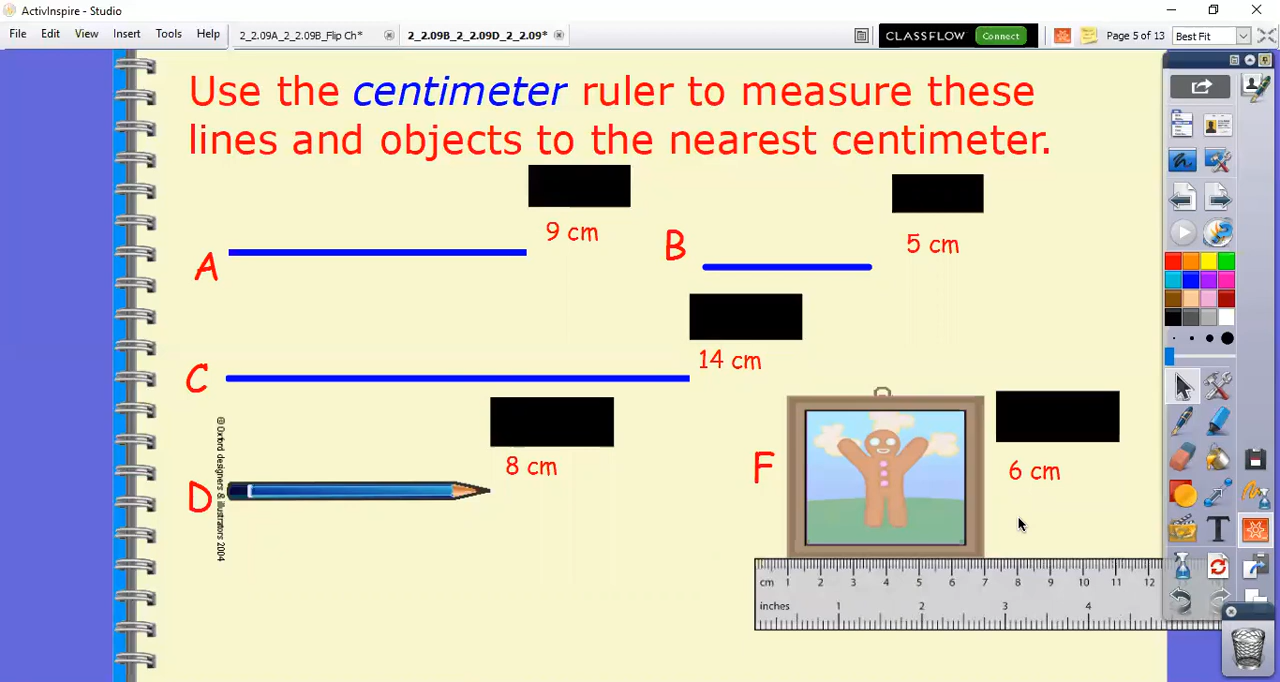 ActivInspire - Studio
File Edit View Insert Tools Help
2_2.09A_2_2.09B_Flip Ch*
2_2.09B_2_2.09D_2_2.09*
CLASSFLOW Connect
Page 5 of 13
Best Fit
Use the centimeter ruler to measure these
lines and objects to the nearest centimeter.
A
9 cm
B
5 cm
C
14 cm
D
8 cm
© Oxford designers & illustrators 2004
F
6 cm
cm 1 2 3 4 5 6 7 8 9 10 11 12
inches 1 2 3 4